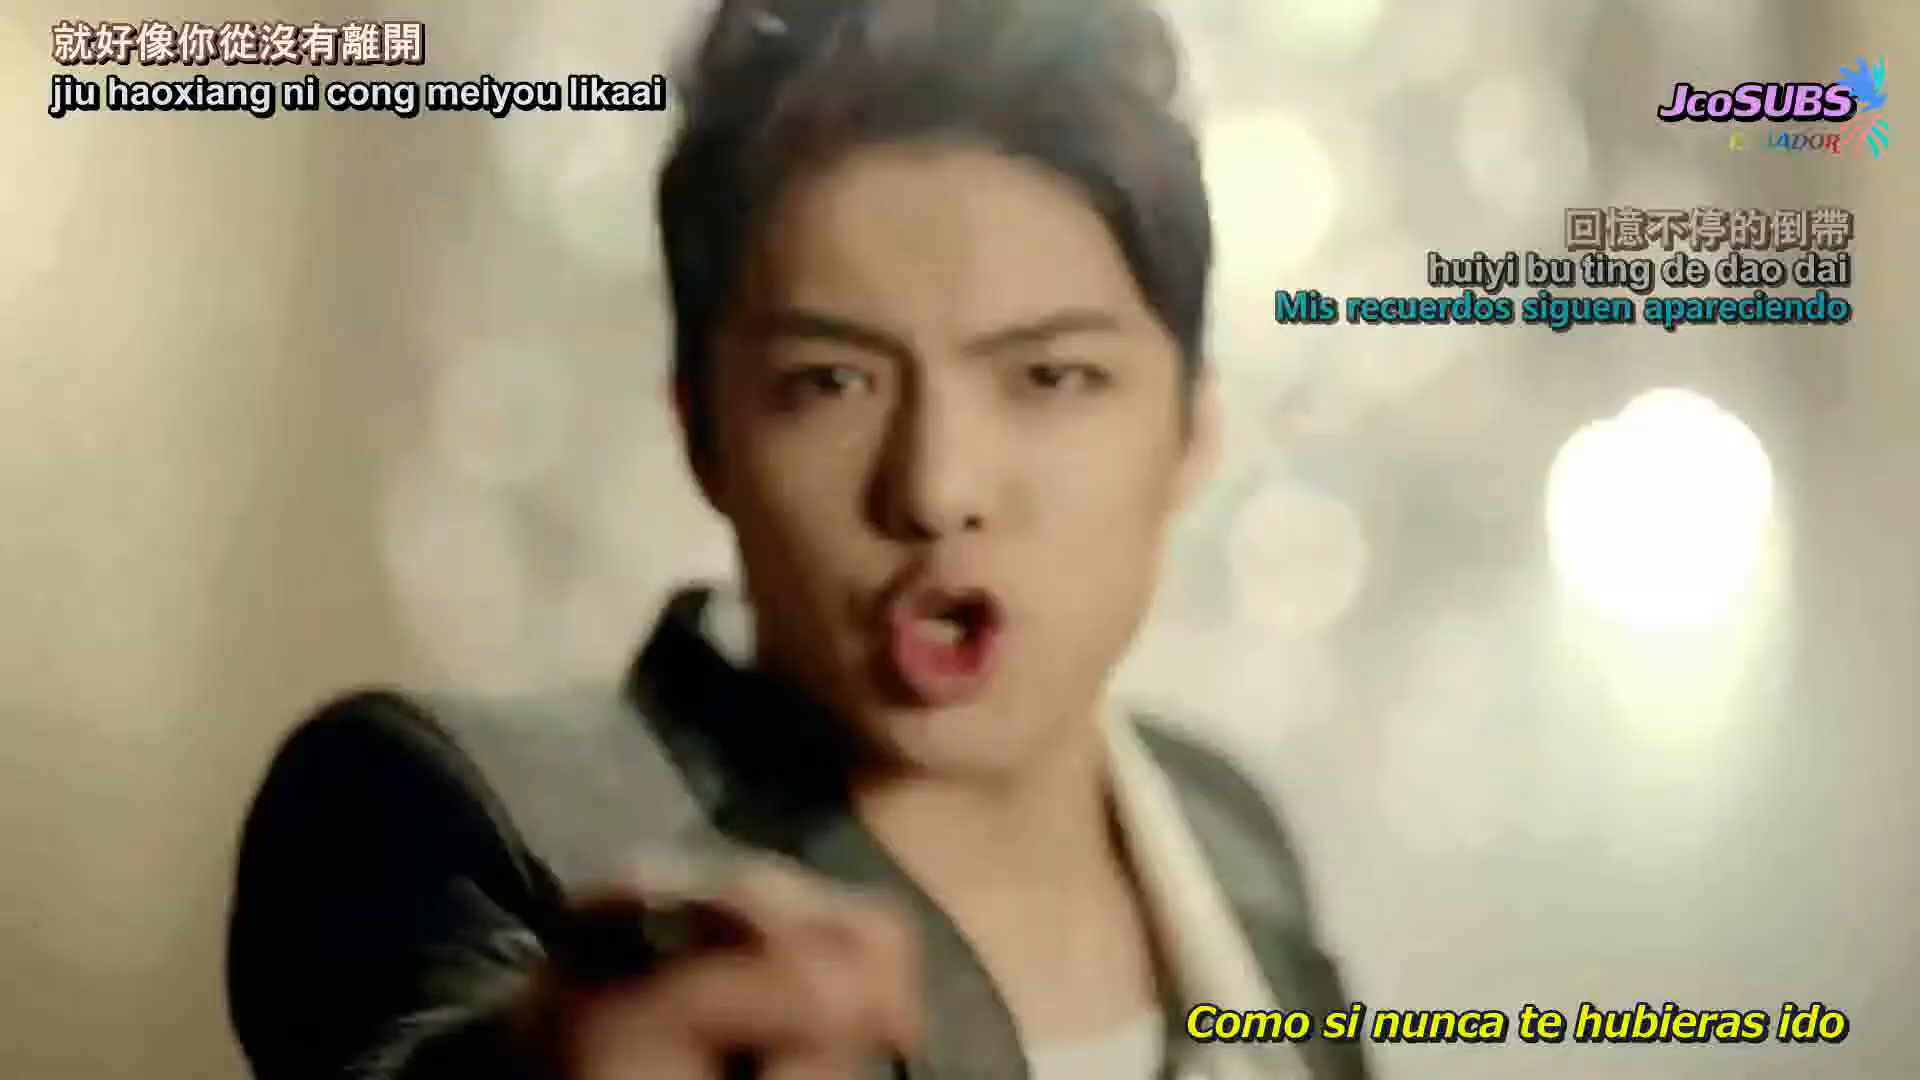 就好像你從沒有離開
jiu haoxiang ni cong meiyou likaai
JcoSUBS
ECUADOR
回憶不停的倒帶
huiyi bu ting de dao dai
Mis recuerdos siguen apareciendo
Como si nunca te hubieras ido